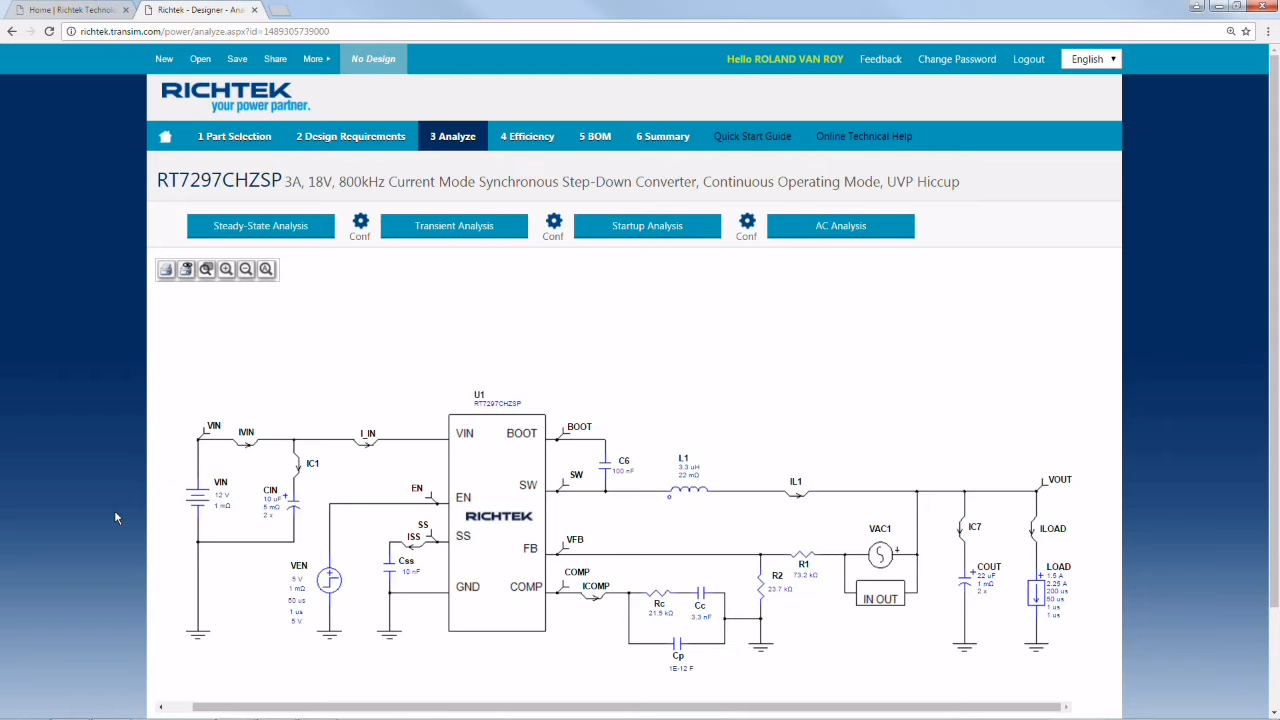 Home | Richtek Technolo
Richtek - Designer - Ana
richtek.transim.com/power/analyze.aspx?id=1489305739000
New Open Save Share More No Design Hello ROLAND VAN ROY Feedback Change Password Logout English
RICHTEK
your power partner.
1 Part Selection 2 Design Requirements 3 Analyze 4 Efficiency 5 BOM 6 Summary Quick Start Guide Online Technical Help
RT7297CHZSP 3A, 18V, 800kHz Current Mode Synchronous Step-Down Converter, Continuous Operating Mode, UVP Hiccup
Steady-State Analysis Conf Transient Analysis Conf Startup Analysis Conf AC Analysis
U1
RT7297CHZSP
VIN
IVIN
I_IN
IC1
VIN
12 V
1 mΩ
CIN
10 uF
5 mΩ
2 x
EN
SS
ISS
Css
10 nF
VEN
5 V
1 mΩ
50 us
1 us
5 V
VIN
BOOT
SW
EN
RICHTEK
SS
FB
GND
COMP
BOOT
C6
100 nF
SW
L1
3.3 uH
22 mΩ
IL1
VOUT
VFB
COMP
ICOMP
Rc
21.5 kΩ
Cc
3.3 nF
Cp
1E-12 F
R2
23.7 kΩ
R1
73.2 kΩ
VAC1
IN OUT
IC7
COUT
22 uF
1 mΩ
2 x
ILOAD
LOAD
1.5 A
2.25 A
200 us
50 us
1 us
1 us